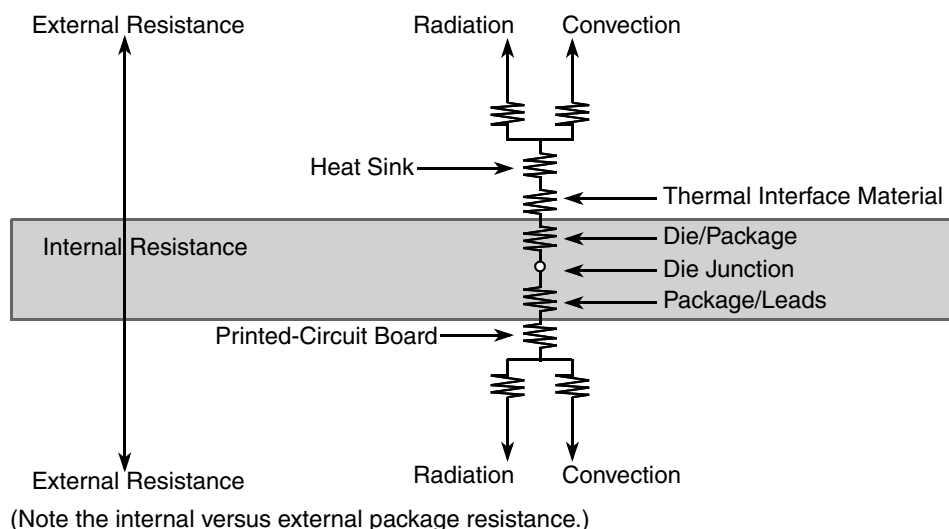 External Resistance
Radiation
Convection
Heat Sink
Thermal Interface Material
Internal Resistance
Die/Package
Die Junction
Package/Leads
Printed-Circuit Board
Radiation
Convection
External Resistance
(Note the internal versus external package resistance.)